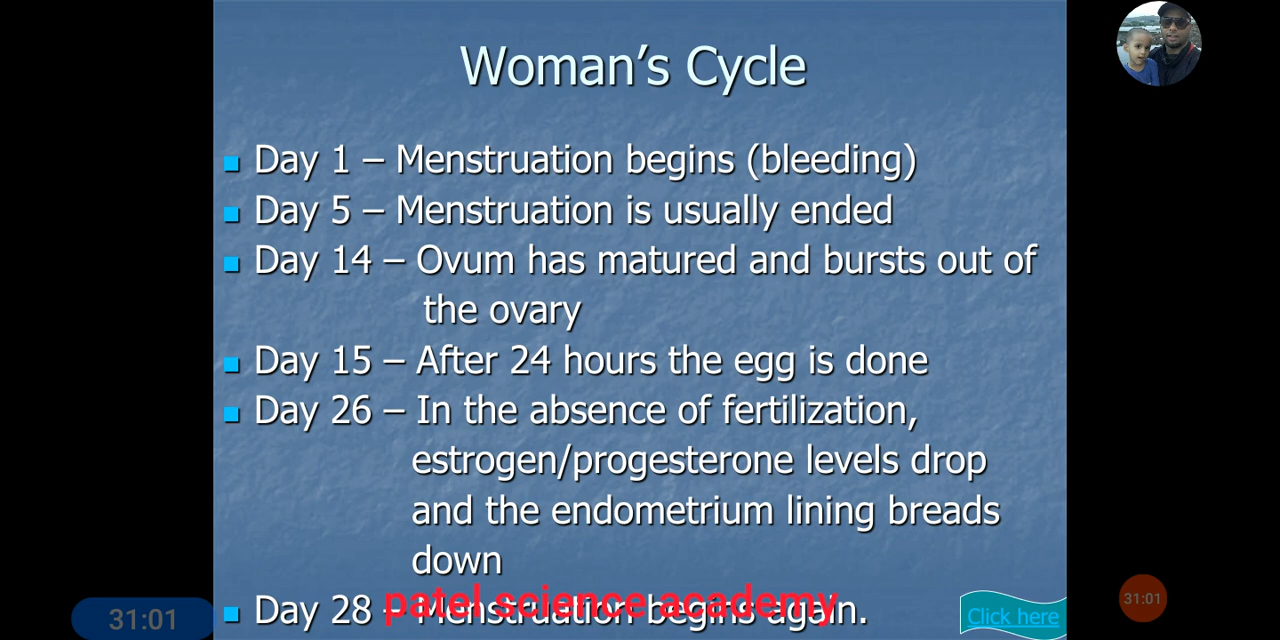 Woman's Cycle
Day 1 – Menstruation begins (bleeding)
Day 5 – Menstruation is usually ended
Day 14 – Ovum has matured and bursts out of
the ovary
Day 15 – After 24 hours the egg is done
Day 26 – In the absence of fertilization,
estrogen/progesterone levels drop
and the endometrium lining breads
down
Day 28 – Menstruation begins again.
patel science academy
Click here
31:01
31:01